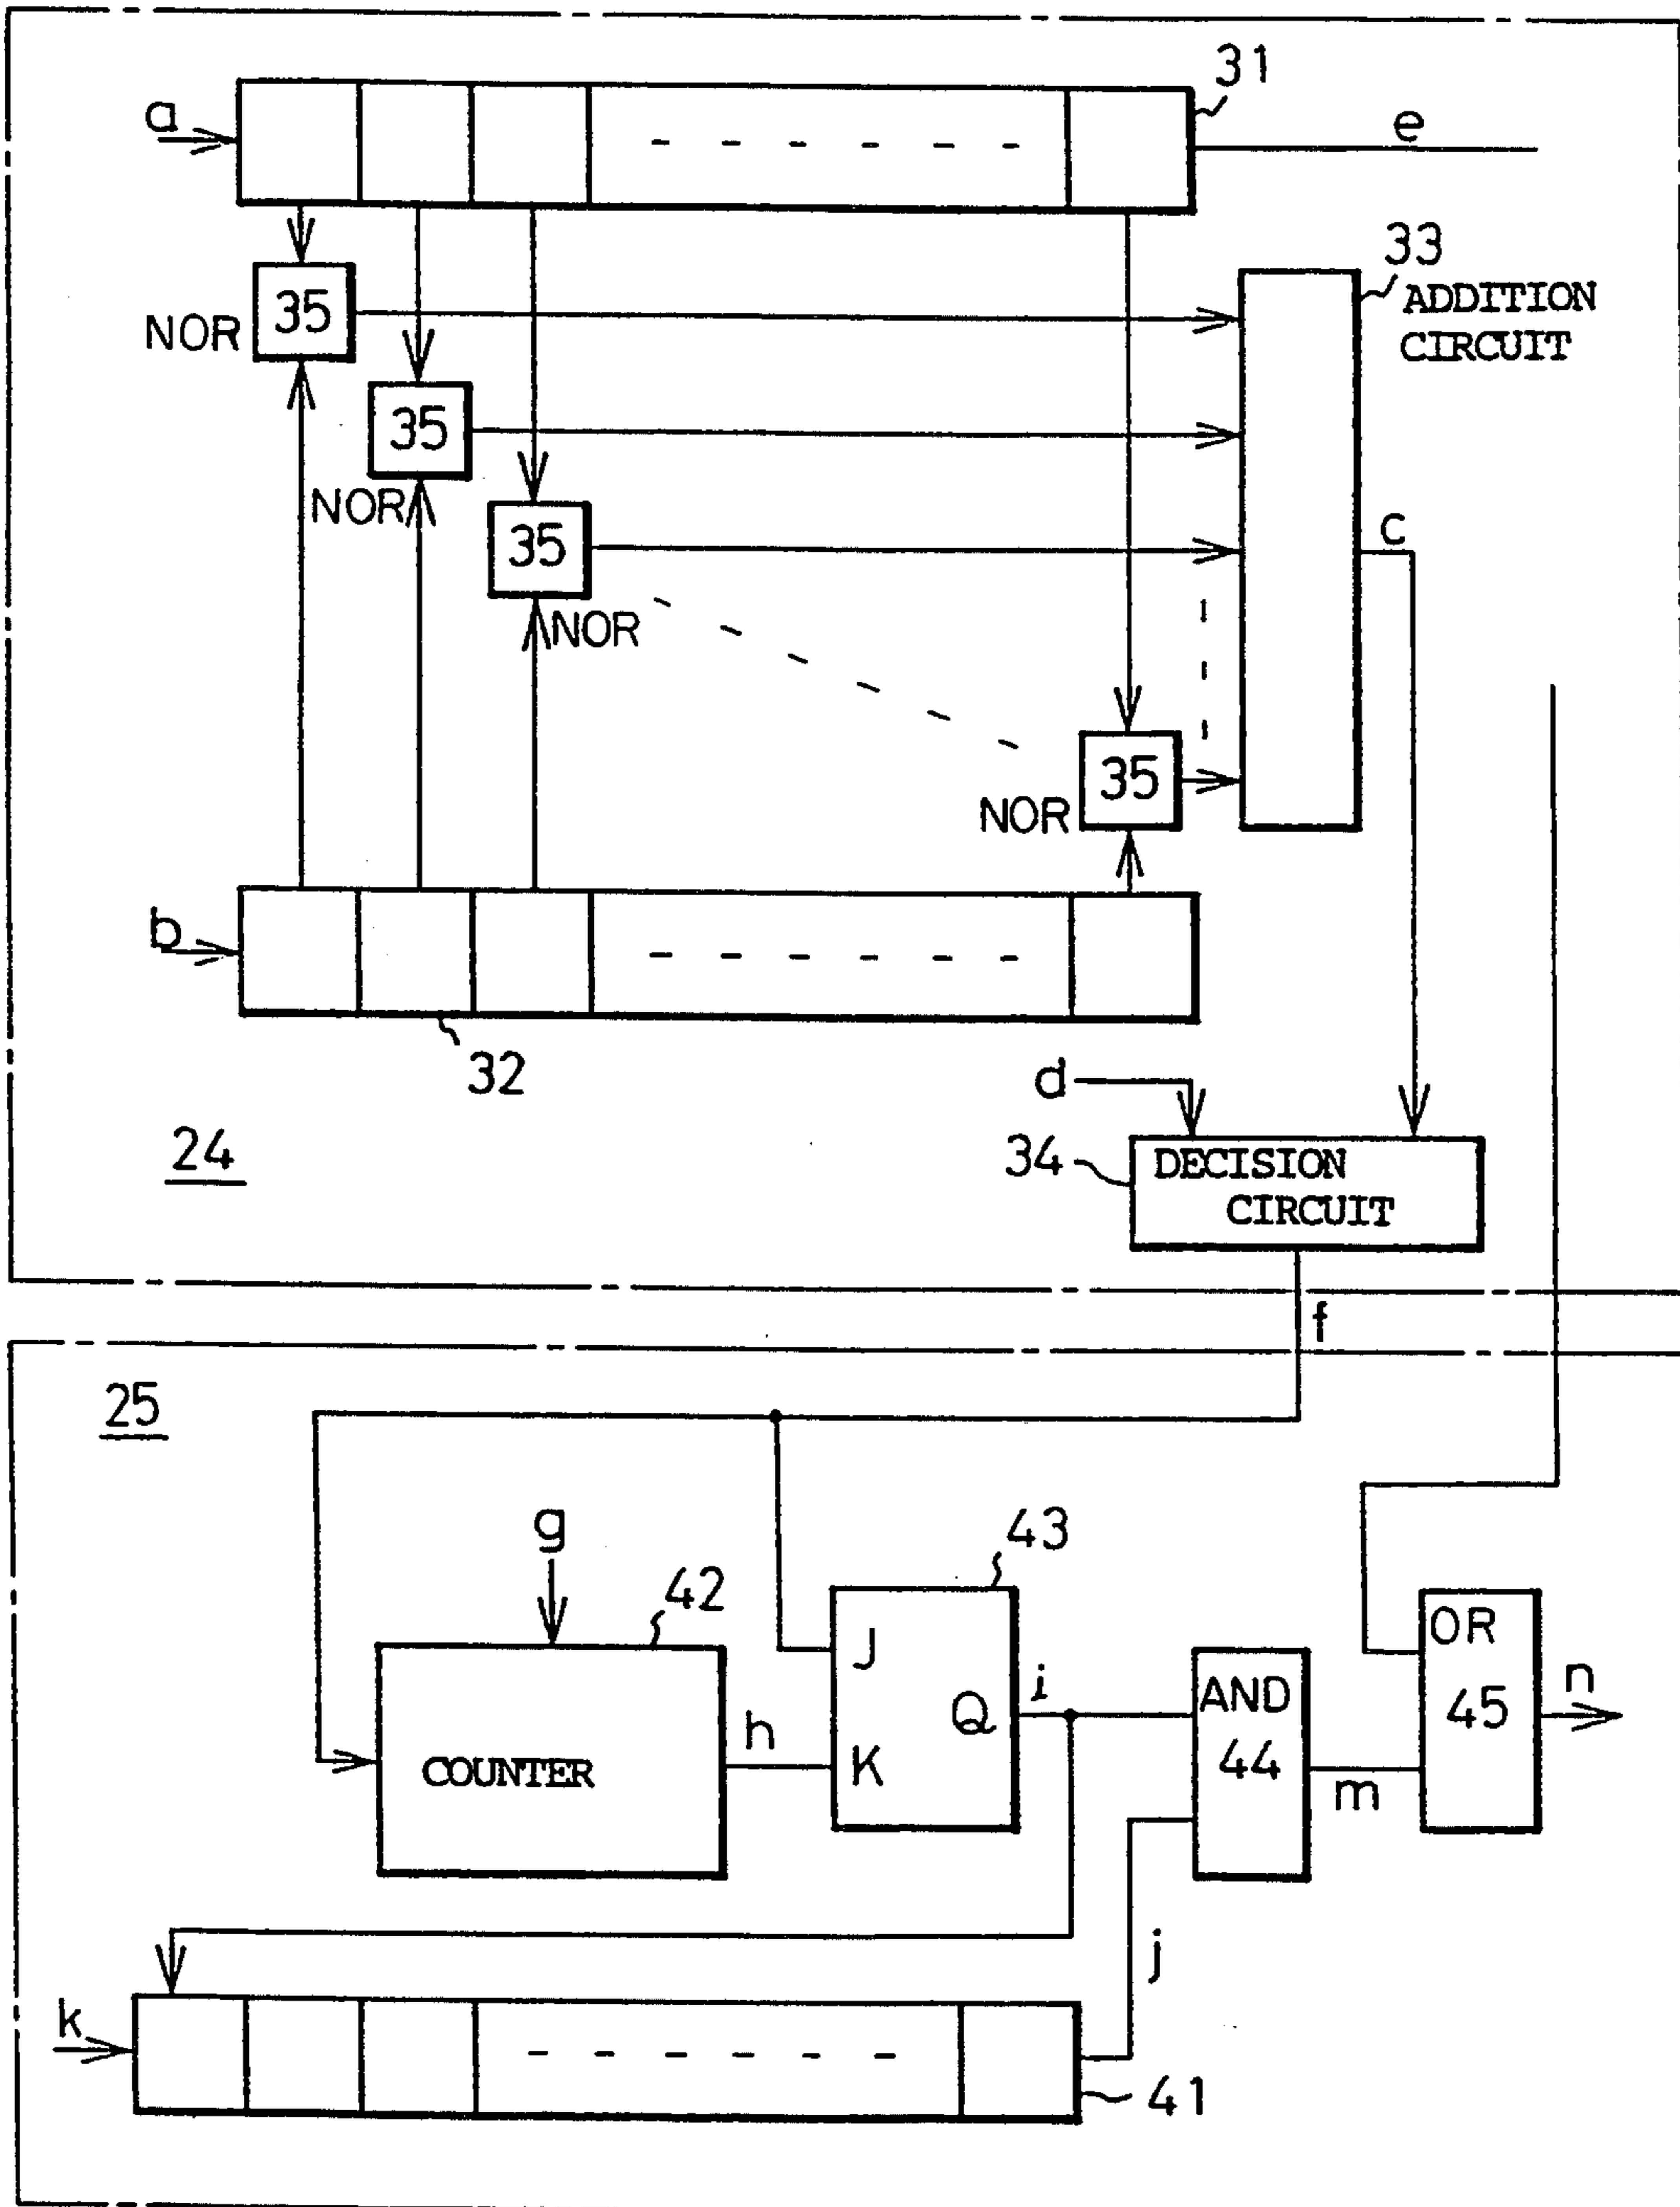 31
a
e
33
ADDITION
CIRCUIT
35
NOR
35
NOR
35
NOR
c
35
NOR
b
32
d
34
DECISION
CIRCUIT
24
f
25
g
42
43
J
Q
K
COUNTER
h
i
AND
44
OR
45
n
m
j
k
41